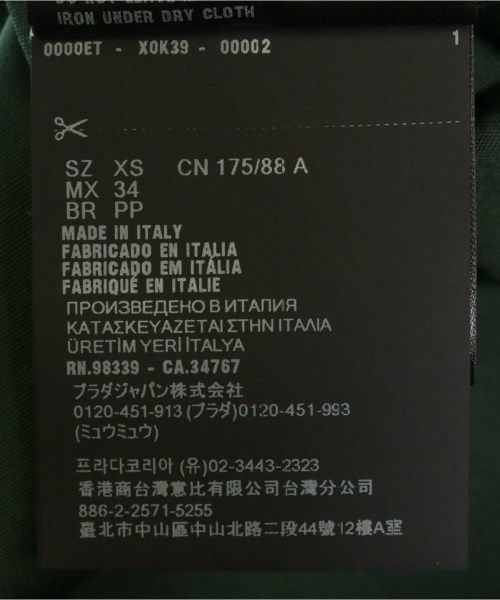 IRON UNDER DRY CLOTH
0000ET - X0K39 - 00002 1
SZ XS CN 175/88 A
MX 34
BR PP
MADE IN ITALY
FABRICADO EN ITALIA
FABRICADO EM ITÁLIA
FABRIQUÉ EN ITALIE
ПРОИЗВЕДЕНО В ИТАЛИЯ
ΚΑΤΑΣΚΕΥΑΖΕΤΑΙ ΣΤΗΝ ΙΤΑΛΙΑ
ÜRETİM YERİ İTALYA
RN.98339 - CA.34767
プラダジャパン株式会社
0120-451-913 (プラダ)0120-451-993
(ミュウミュウ)
프라다코리아 (유)02-3443-2323
香港商台灣意比有限公司台灣分公司
886-2-2571-5255
臺北市中山區中山北路二段44號12樓A室